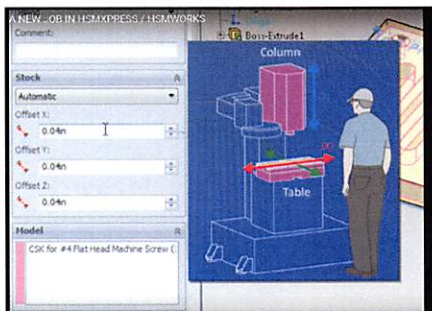 A NEW JOB IN HSMXPRESS / HSMWORKS
Comment:
Boss-Extrude1
Stock
Automatic
Offset X:
0.04in
Offset Y:
0.04in
Offset Z:
0.04in
Model
CSK for #4 Flat Head Machine Screw (
Column
Table